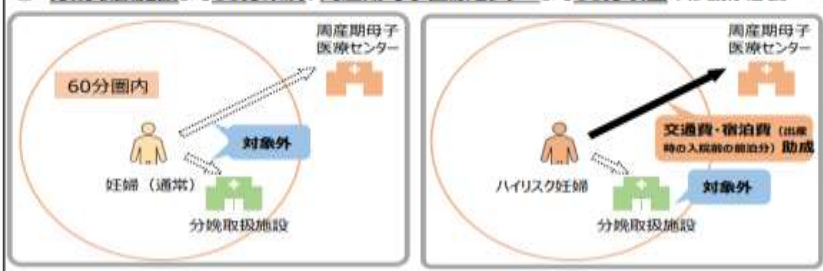 周産期母子
医療センター
60分圏内
対象外
妊婦（通常）
分娩取扱施設
周産期母子
医療センター
交通費・宿泊費（出産
時の入院前の前泊分）助成
ハイリスク妊婦
対象外
分娩取扱施設